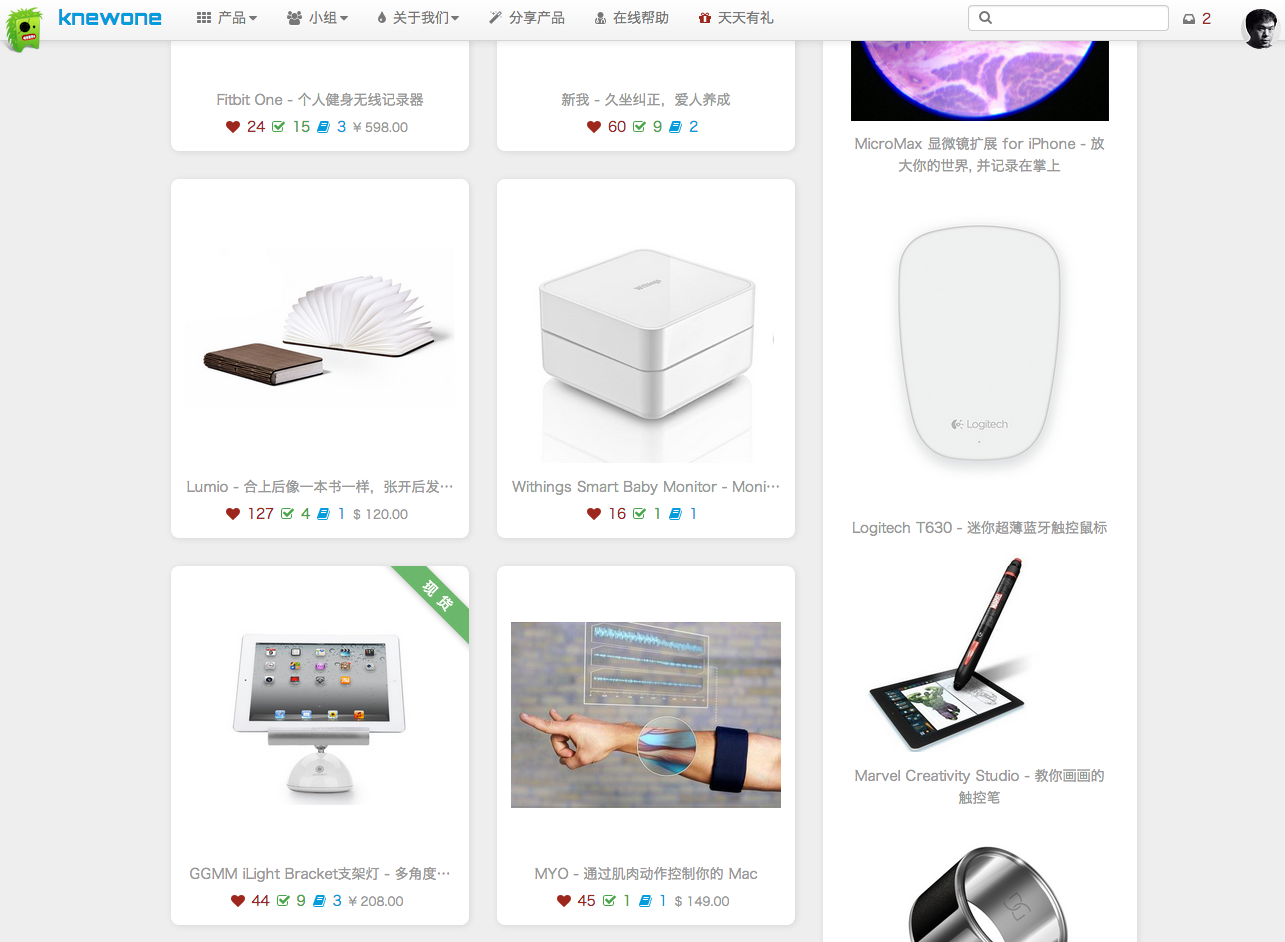 knewone 产品 小组 关于我们 分享产品 在线帮助 天天有礼 2
Fitbit One - 个人健身无线记录器
24 15 3 ¥ 598.00
新我 - 久坐纠正，爱人养成
60 9 2
MicroMax 显微镜扩展 for iPhone - 放
大你的世界, 并记录在掌上
Withings
Lumio - 合上后像一本书一样，张开后发…
127 4 1 $ 120.00
Withings Smart Baby Monitor - Moni…
16 1 1
Logitech
Logitech T630 - 迷你超薄蓝牙触控鼠标
现货
GGMM iLight Bracket支架灯 - 多角度…
44 9 3 ¥ 208.00
MYO - 通过肌肉动作控制你的 Mac
45 1 1 $ 149.00
MARVEL
Marvel Creativity Studio - 教你画画的
触控笔